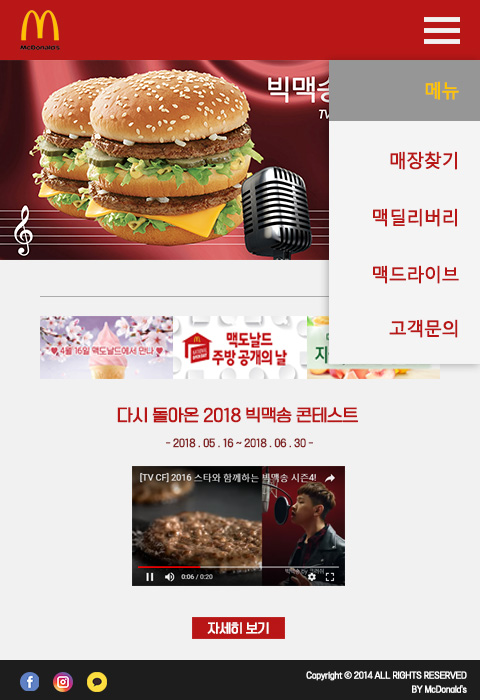 McDonald's
빅맥송
TV
메뉴
매장찾기
맥딜리버리
맥드라이브
고객문의
♥4월 16일 맥도날드에서 만나♥
맥도날드
주방 공개의 날
다시 돌아온 2018 빅맥송 콘테스트
- 2018 . 05 . 16 ~ 2018 . 06 . 30 -
[TV CF] 2016 스타와 함께하는 빅맥송 시즌4!
0:06 / 0:20
자세히 보기
Copyright © 2014 ALL RIGHTS RESERVED
BY McDonald's